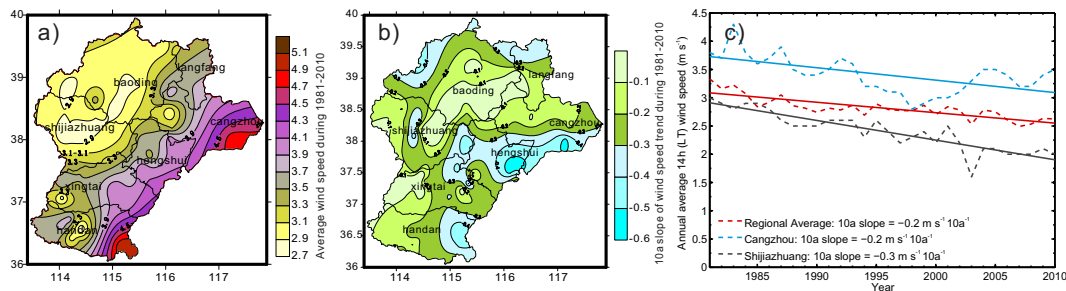 a)
40
39
38
37
36
114
115
116
117
langfang
baoding
cangzhou
shijiazhuang
hengshui
xingtai
handan
5.1
4.9
4.7
4.5
4.3
4.1
3.9
3.7
3.5
3.3
3.1
2.9
2.7
Average wind speed during 1981-2010
b)
40
39.5
39
38.5
38
37.5
37
36.5
36
114
115
116
117
langfang
baoding
cangzhou
shijiazhuang
hengshui
xingtai
handan
-0.1
-0.2
-0.3
-0.4
-0.5
-0.6
10a slope of wind speed trend during 1981-2010
c)
Annual average 14h (LT) wind speed (m s⁻¹)
4.5
4
3.5
3
2.5
2
1.5
1
0.5
0
Regional Average: 10a slope = −0.2 m s⁻¹ 10a⁻¹
Cangzhou: 10a slope = −0.2 m s⁻¹ 10a⁻¹
Shijiazhuang: 10a slope = −0.3 m s⁻¹ 10a⁻¹
1985 1990 1995 2000 2005 2010
Year